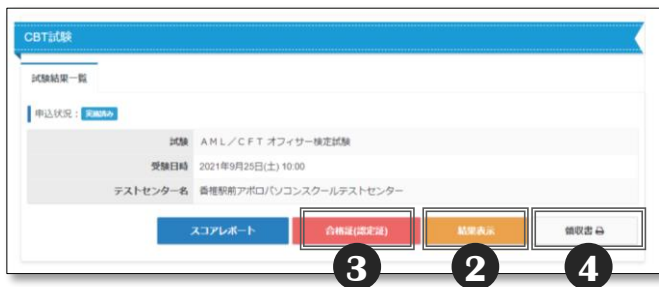 CBT試験
試験結果一覧
申込状況： 実施済み
試験 ＡＭＬ／ＣＦＴ オフィサー検定試験
受験日時 2021年9月25日(土) 10:00
テストセンター名 香椎駅前アポロパソコンスクールテストセンター
スコアレポート 合格証(認定証) 結果表示 領収書
3 2 4